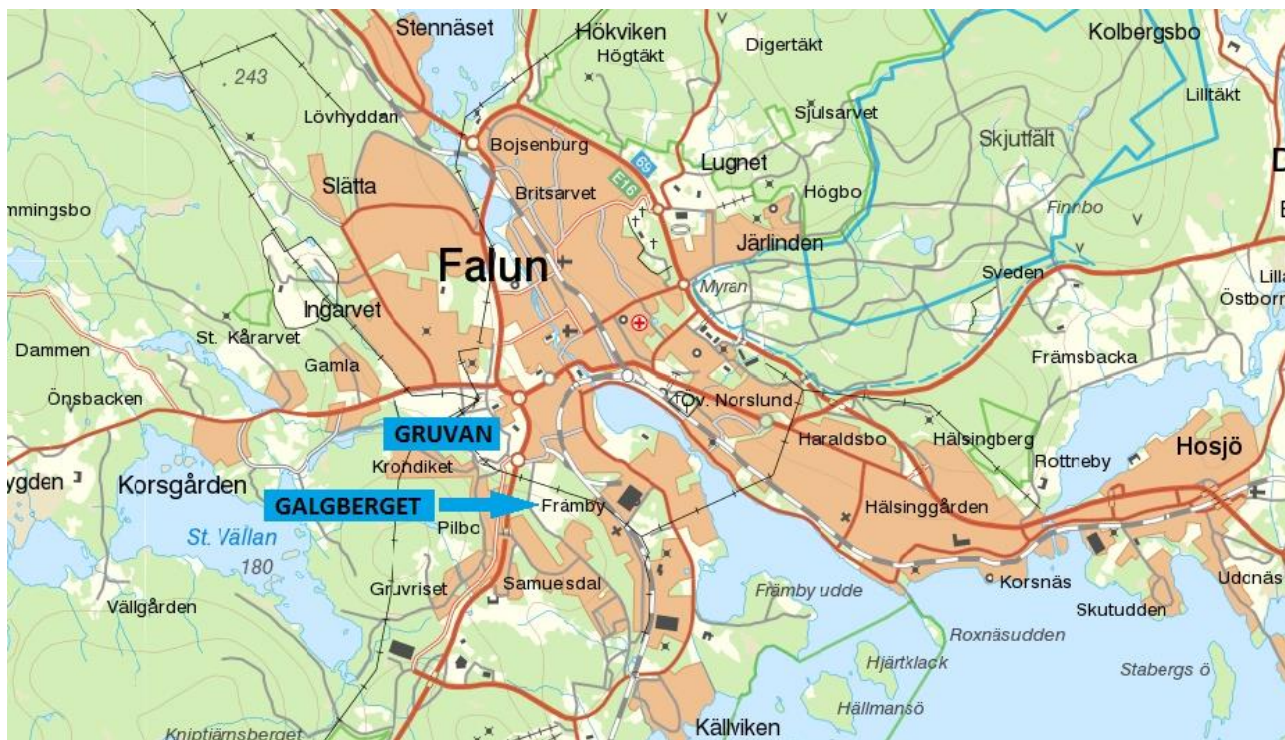 Stennäset
Hökviken
Högtäkt
Digertäkt
Kolbergsbo
243
Lövhyddan
Sjulsarvet
Lilltäkt
Skjutfält
Bojsenburg
69
Lugnet
E16
Slätta
Britsarvet
Högbo
Finnbo
mmingsbo
Järlinden
Falun
Sveden
Myran
Lilla
Östborn
Ingarvet
St. Kårarvet
Dammen
Gamla
Främsbacka
Önsbacken
Öv. Norslund
GRUVAN
Haraldsbo
Hälsingberg
Hosjö
Krondiket
Rottneby
ygden
Korsgården
GALGBERGET
Främby
Hälsinggården
Pilbo
St. Vällan
180
Gruvriset
Samuesdal
Främby udde
Korsnäs
Udcnäs
Vällgården
Skutudden
Roxnäsudden
Hjärtklack
Stabergs ö
Hällmansö
Källviken
Kniptjärnsberget